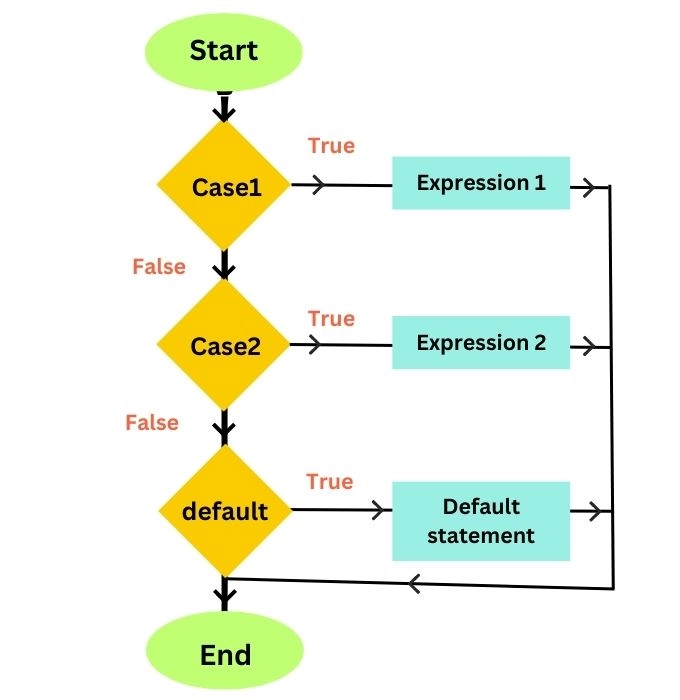 Start
True
Case1
Expression 1
False
True
Case2
Expression 2
False
True
default
Default
statement
End